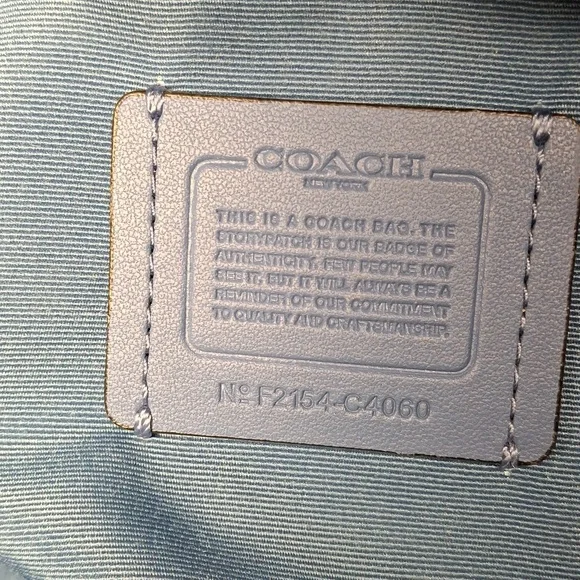 COACH
NEW YORK
THIS IS A COACH BAG. THE
STORYPATCH IS OUR BADGE OF
AUTHENTICITY. FEW PEOPLE MAY
SEE IT, BUT IT WILL ALWAYS BE A
REMINDER OF OUR COMMITMENT
TO QUALITY AND CRAFTSMANSHIP.
Nº F2154-C4060